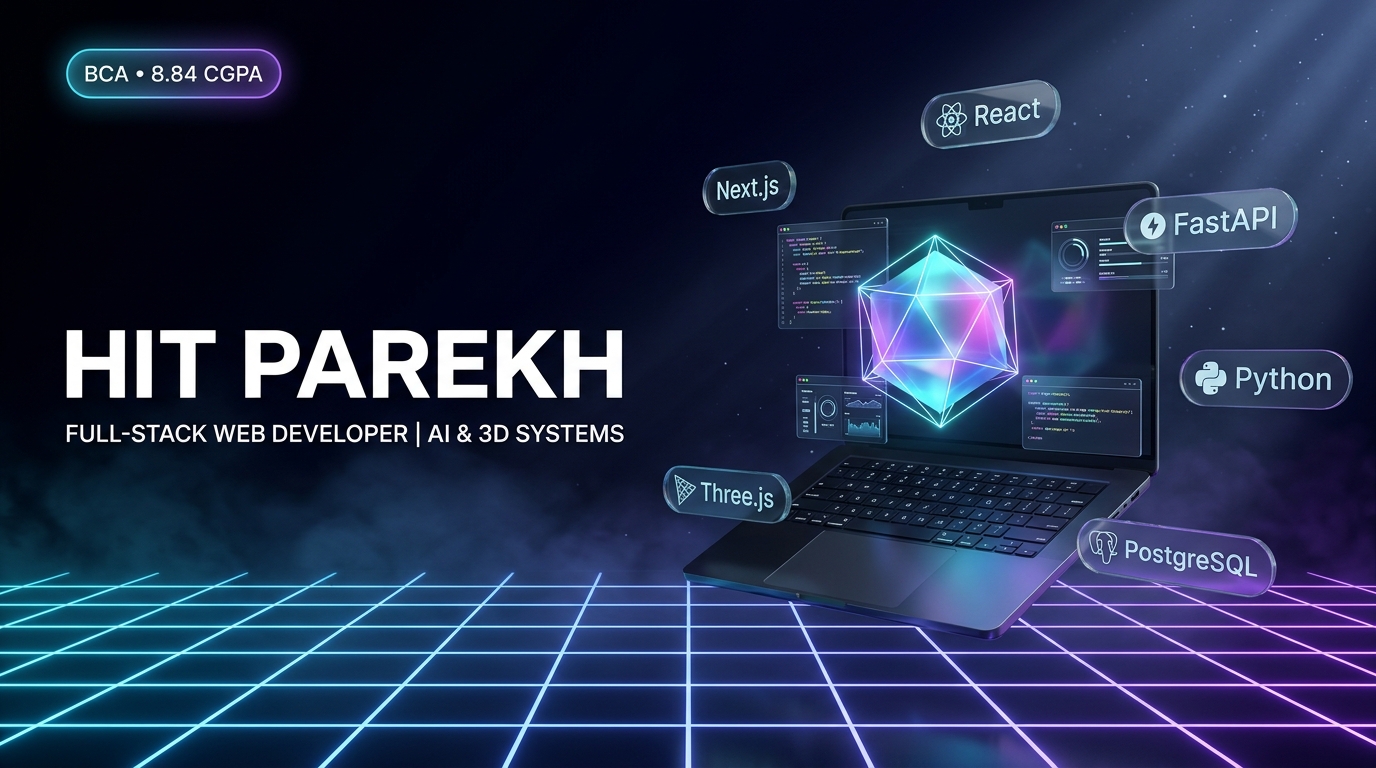 BCA • 8.84 CGPA
React
Next.js
FastAPI
HIT PAREKH
FULL-STACK WEB DEVELOPER | AI & 3D SYSTEMS
Python
Three.js
PostgreSQL